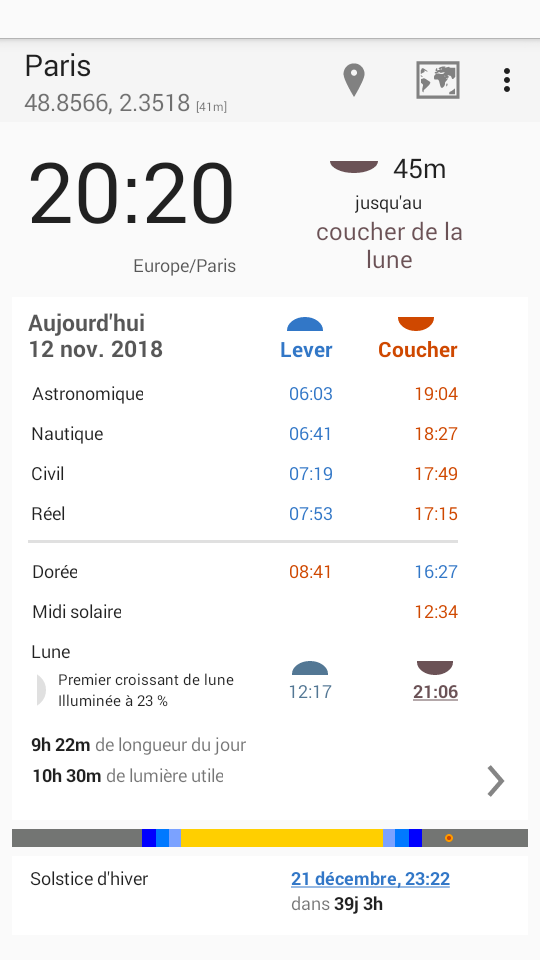 Paris
48.8566, 2.3518 [41m]
20:20
Europe/Paris
45m
jusqu'au
coucher de la
lune
Aujourd'hui
12 nov. 2018
Lever
Coucher
Astronomique 06:03 19:04
Nautique 06:41 18:27
Civil 07:19 17:49
Réel 07:53 17:15
Dorée 08:41 16:27
Midi solaire 12:34
Lune
Premier croissant de lune
Illuminée à 23 %
12:17 21:06
9h 22m de longueur du jour
10h 30m de lumière utile
Solstice d'hiver 21 décembre, 23:22
dans 39j 3h